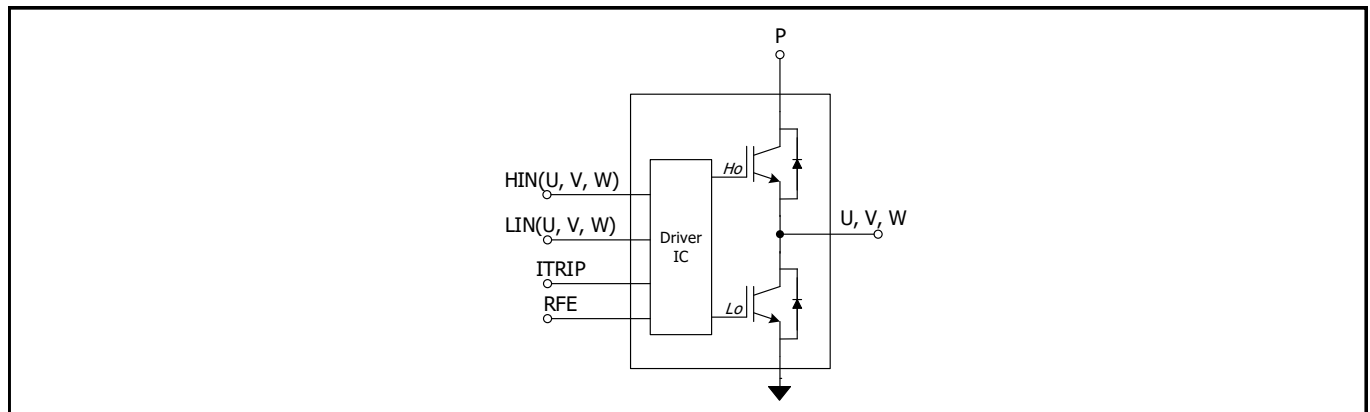 P
HIN(U, V, W)
LIN(U, V, W)
ITRIP
RFE
Driver
IC
Ho
Lo
U, V, W